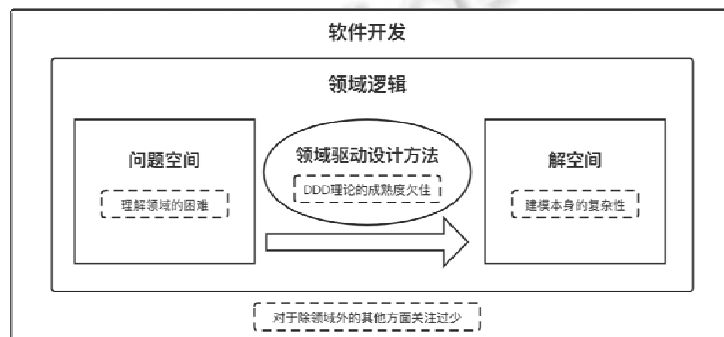 软件开发
领域逻辑
问题空间
理解领域的困难
领域驱动设计方法
DDD理论的成熟度欠佳
解空间
建模本身的复杂性
对于除领域外的其他方面关注过少